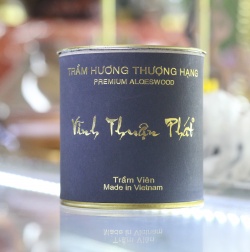 TRẦM HƯƠNG THƯỢNG HẠNG
PREMIUM ALOESWOOD
Vĩnh Thuận Phát
Trầm Viên
Made in Vietnam